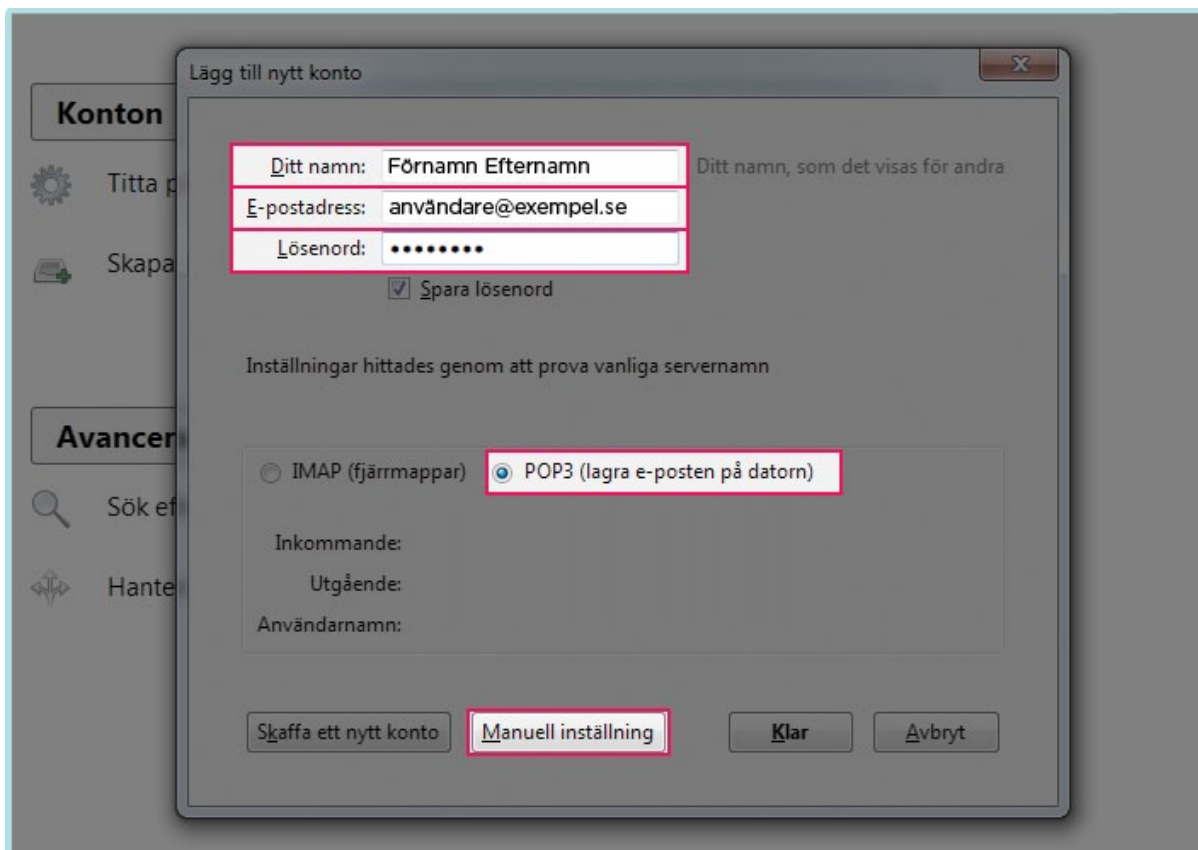 Lägg till nytt konto
Konton
Ditt namn: Förnamn Efternamn Ditt namn, som det visas för andra
Titta
E-postadress: användare@exempel.se
Lösenord: ••••••••
Skapa
Spara lösenord
Inställningar hittades genom att prova vanliga servernamn
Avancer
IMAP (fjärrmappar) POP3 (lagra e-posten på datorn)
Sök ef
Inkommande:
Utgående:
Hante
Användarnamn:
Skaffa ett nytt konto Manuell inställning Klar Avbryt